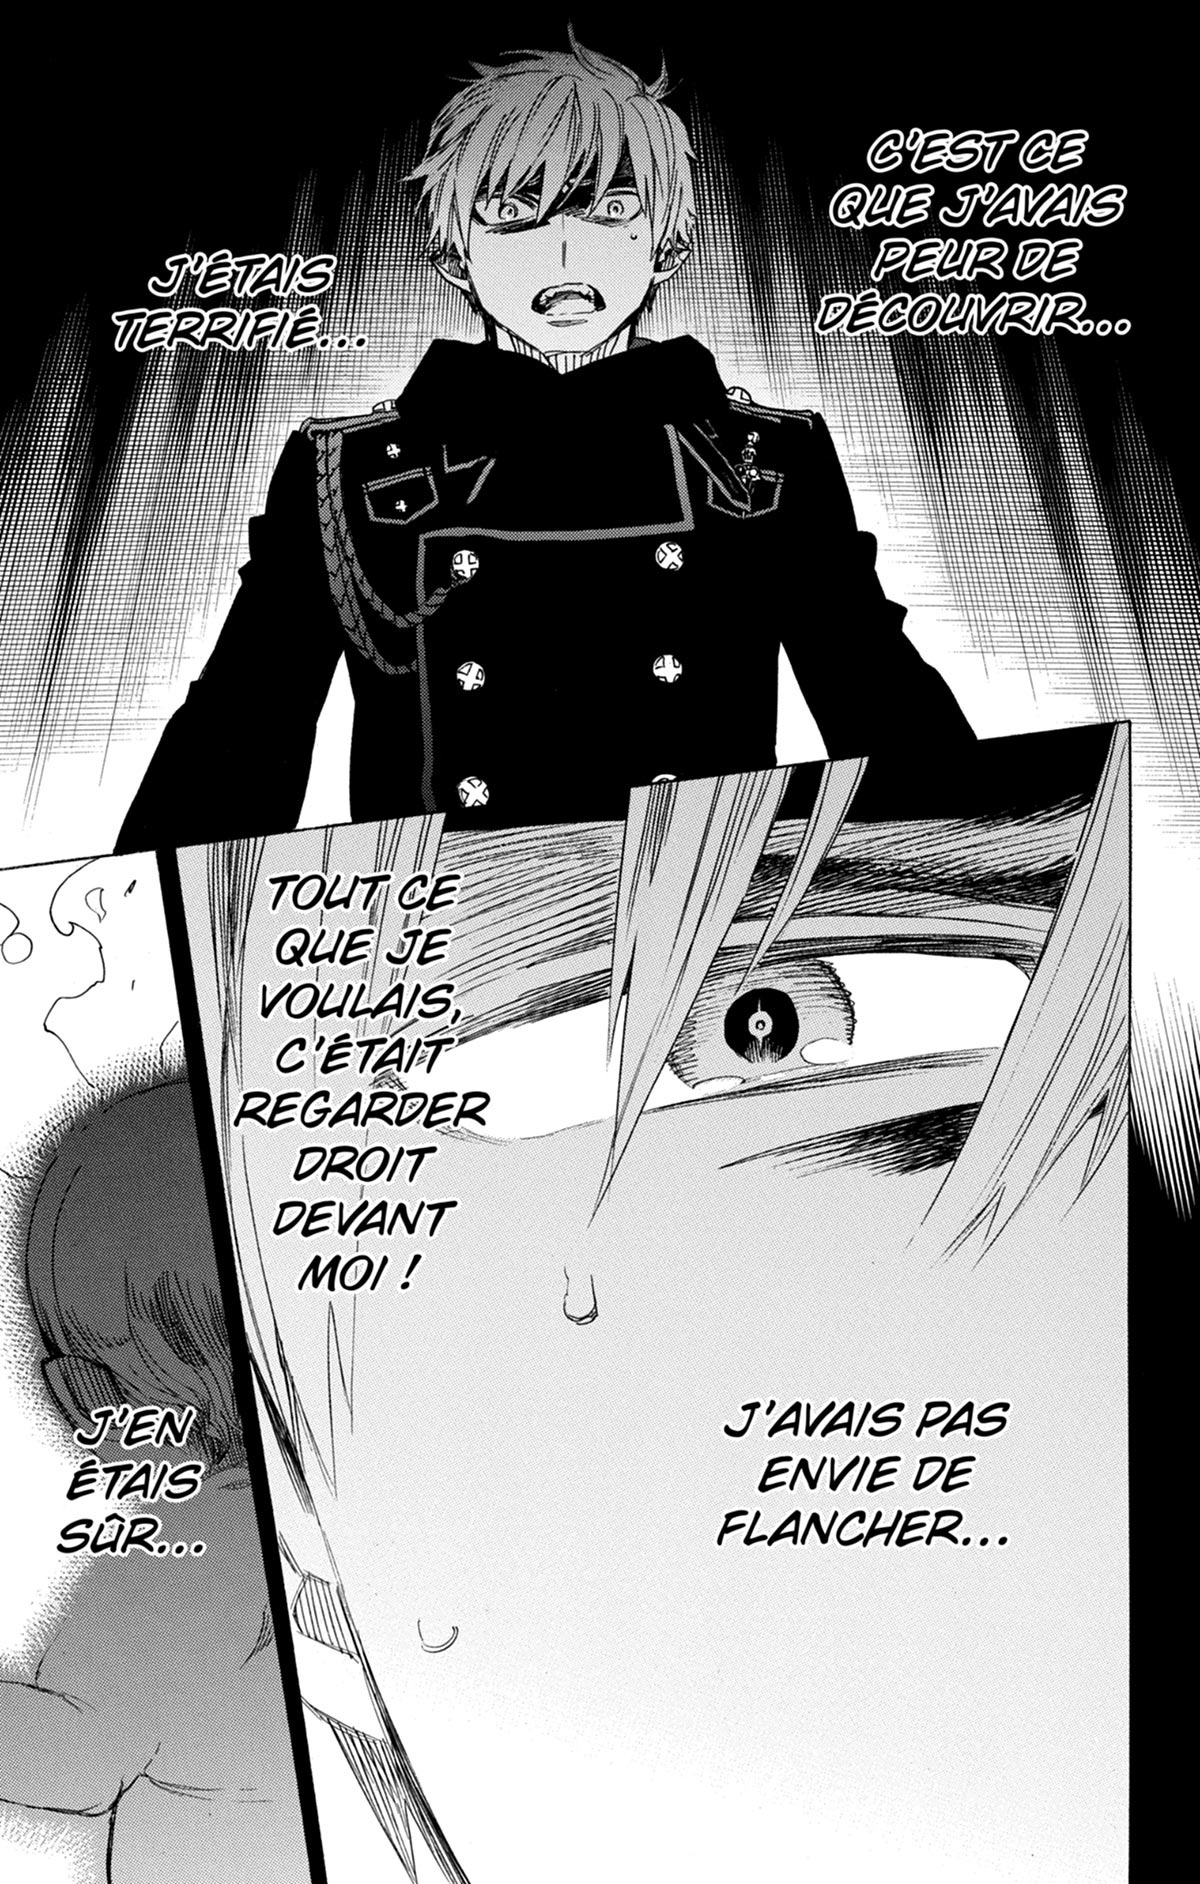 C'EST CE
QUE J'AVAIS
PEUR DE
DÉCOUVRIR...
J'ÉTAIS
TERRIFIÉ...
J'AVAIS PAS
ENVIE DE
FLANCHER...
TOUT CE
QUE JE
VOULAIS,
C'ÉTAIT
REGARDER
DROIT
DEVANT
MOI !
J'EN
ÉTAIS
SÛR...